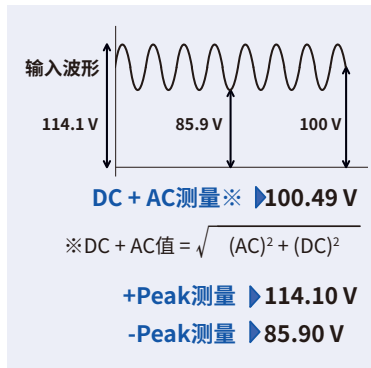 输入波形
114.1 V 85.9 V 100 V
DC + AC测量※ ▶100.49 V
※DC + AC值 = √(AC)² + (DC)²
+Peak测量 ▶114.10 V
-Peak测量 ▶85.90 V